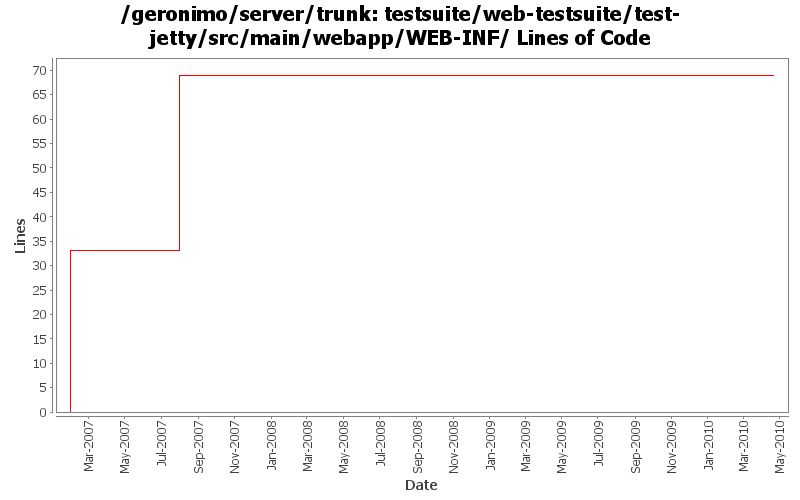 /geronimo/server/trunk: testsuite/web-testsuite/test-
jetty/src/main/webapp/WEB-INF/ Lines of Code
Lines
70
65
60
55
50
45
40
35
30
25
20
15
10
5
0
Mar-2007
May-2007
Jul-2007
Sep-2007
Nov-2007
Jan-2008
Mar-2008
May-2008
Jul-2008
Sep-2008
Nov-2008
Jan-2009
Mar-2009
May-2009
Jul-2009
Sep-2009
Nov-2009
Jan-2010
Mar-2010
May-2010
Date